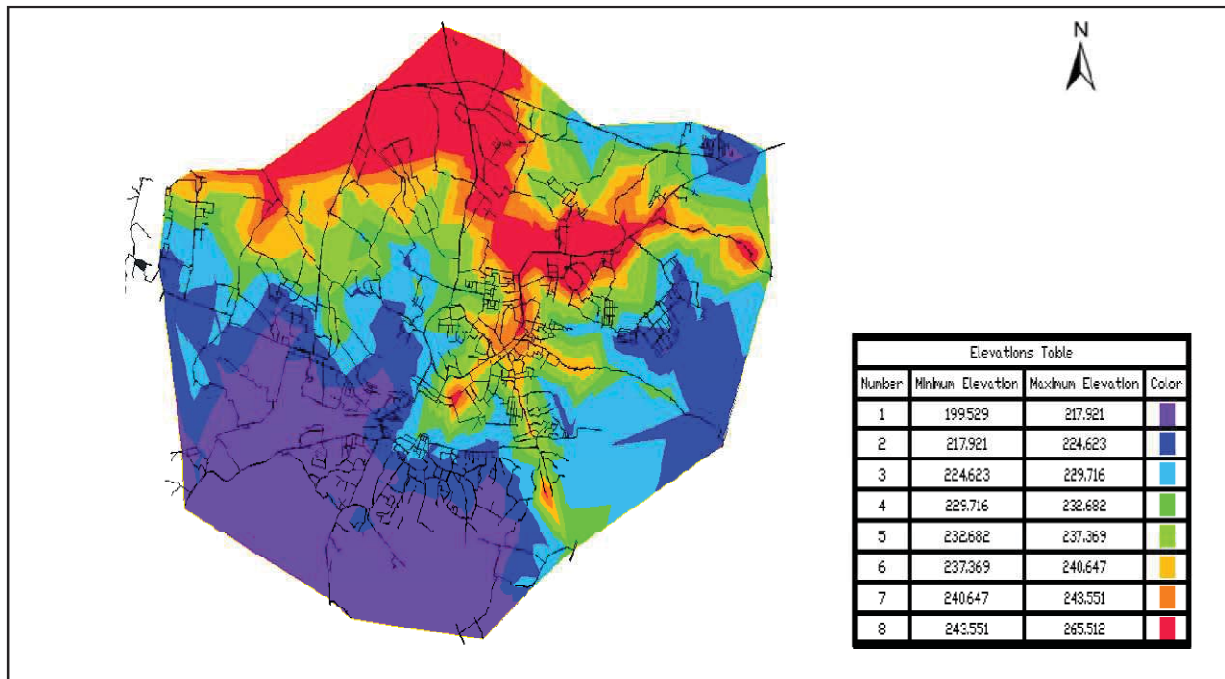 N
Elevations Table
Number Minimum Elevation Maximum Elevation Color
1 199.529 217.921
2 217.921 224.623
3 224.623 229.716
4 229.716 232.682
5 232.682 237.369
6 237.369 240.647
7 240.647 243.551
8 243.551 265.512